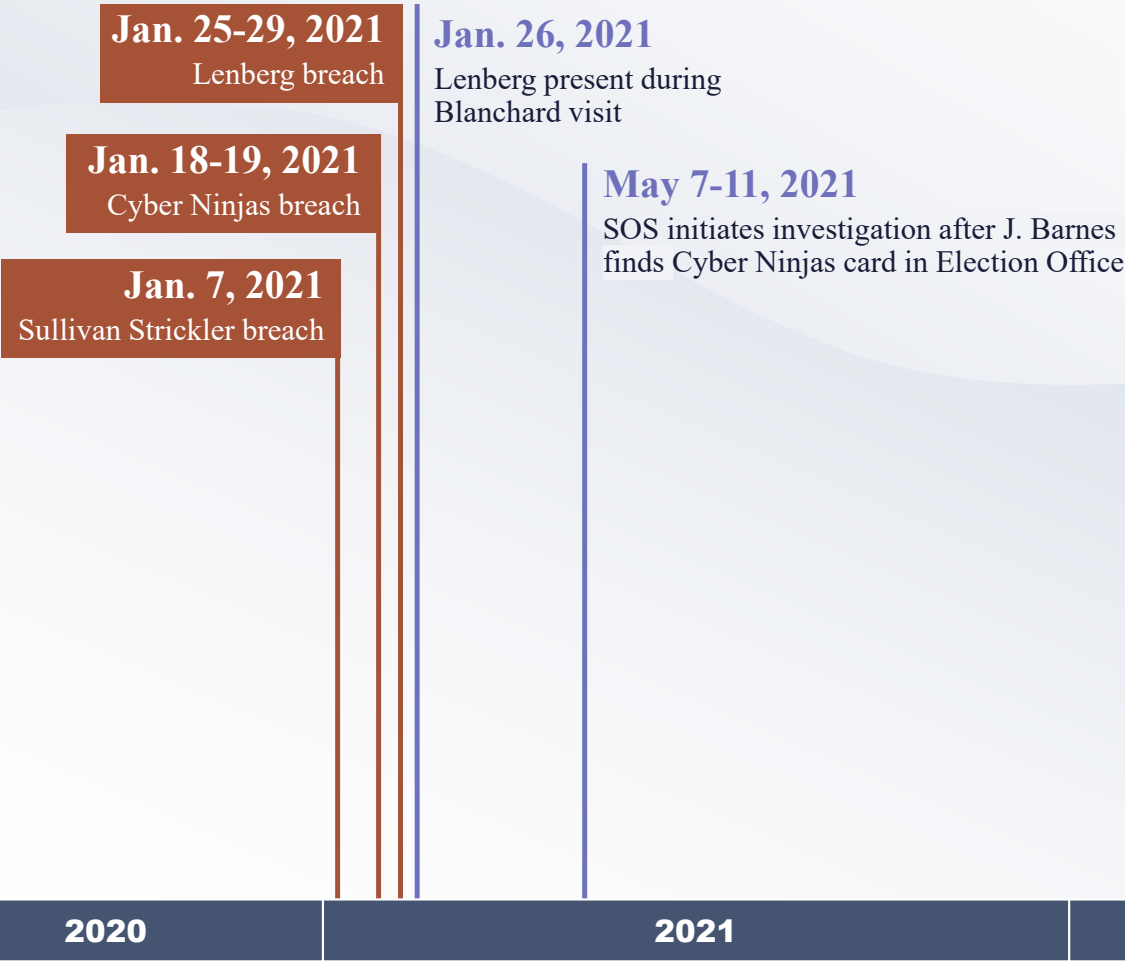 Jan. 25-29, 2021
Lenberg breach
Jan. 26, 2021
Lenberg present during
Blanchard visit
Jan. 18-19, 2021
Cyber Ninjas breach
May 7-11, 2021
SOS initiates investigation after J. Barnes
finds Cyber Ninjas card in Election Office
Jan. 7, 2021
Sullivan Strickler breach
2020
2021